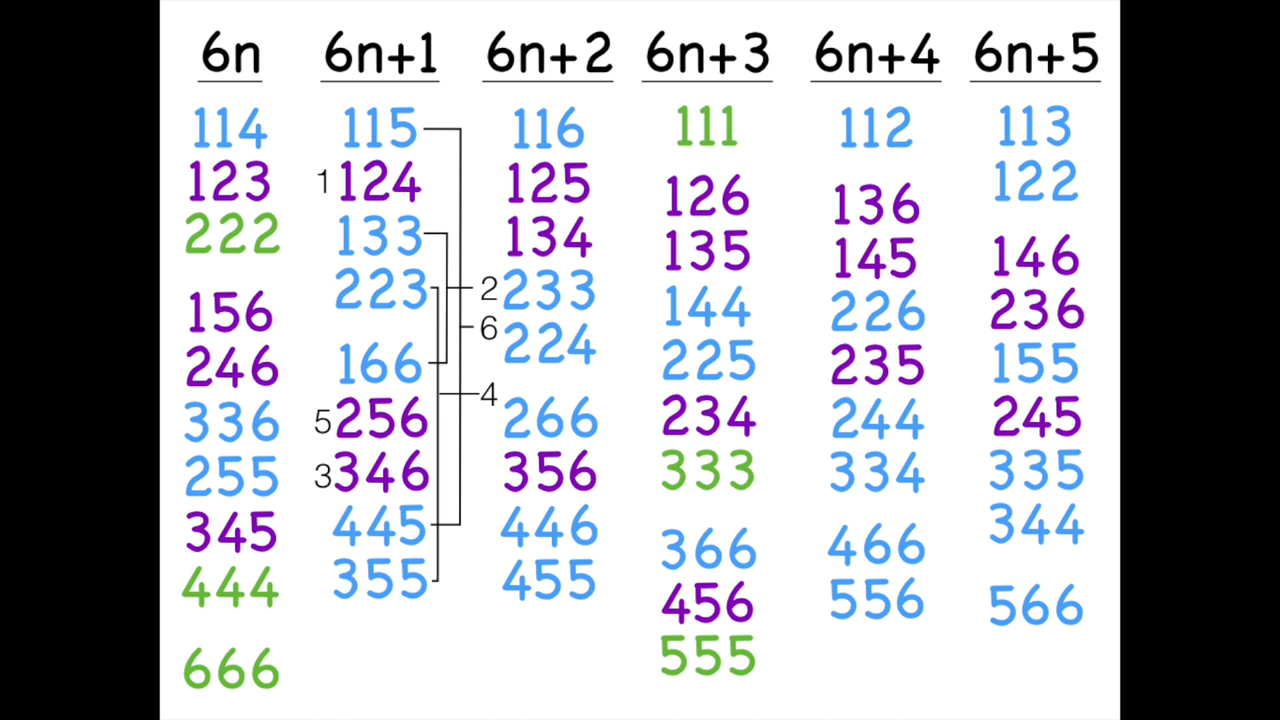 6n 6n+1 6n+2 6n+3 6n+4 6n+5
114 115 116 111 112 113
123 1 124 125 126 136 122
222 133 134 135 145 146
156 223 2 233 144 226 236
246 166 6 224 225 235 155
336 5 256 4 266 234 244 245
255 3 346 356 333 334 335
345 445 446 366 466 344
444 355 455 456 556 566
666 555